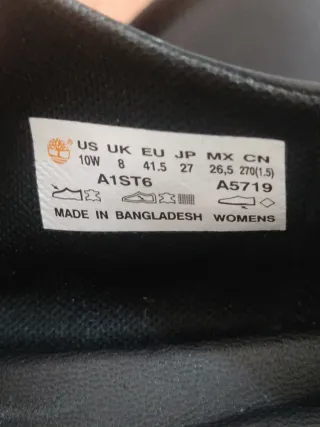 US UK EU JP MX CN
10W 8 41.5 27 26,5 270(1.5)
A1ST6 A5719
MADE IN BANGLADESH WOMENS